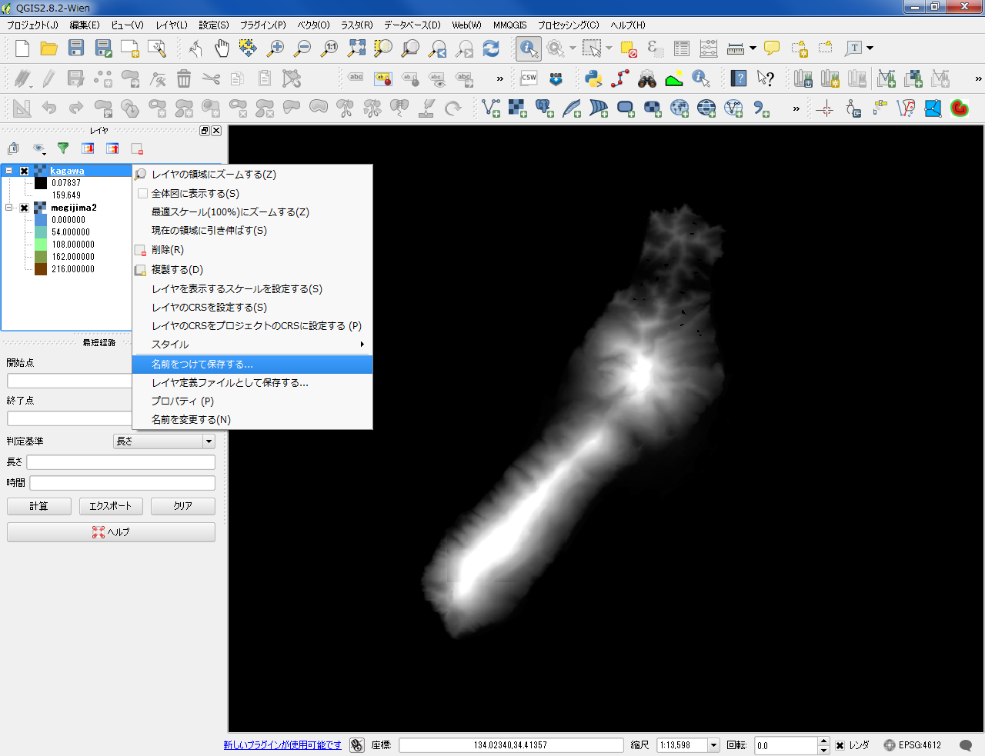 QGIS2.8.2-Wien
プロジェクト(J) 編集(E) ビュー(V) レイヤ(L) 設定(S) プラグイン(P) ベクタ(O) ラスタ(R) データベース(D) Web(W) MMQGIS プロセッシング(C) ヘルプ(H)
レイヤ
kagawa
0.07837
159.649
megijima2
0.000000
54.000000
108.000000
162.000000
216.000000
レイヤの領域にズームする(Z)
全体図に表示する(S)
最適スケール(100%)にズームする(Z)
現在の領域に引き伸ばす(S)
削除(R)
複製する(D)
レイヤを表示するスケールを設定する(S)
レイヤのCRSを設定する(S)
レイヤのCRSをプロジェクトのCRSに設定する (P)
スタイル
名前をつけて保存する...
レイヤ定義ファイルとして保存する...
プロパティ (P)
名前を変更する(N)
最短経路
開始点
終了点
判定基準 長さ
長さ
時間
計算 エクスポート クリア
ヘルプ
新しいプラグインが使用可能です 座標: 134.02340,34.41357 縮尺 1:13,598 回転: 0.0 レンダ EPSG:4612